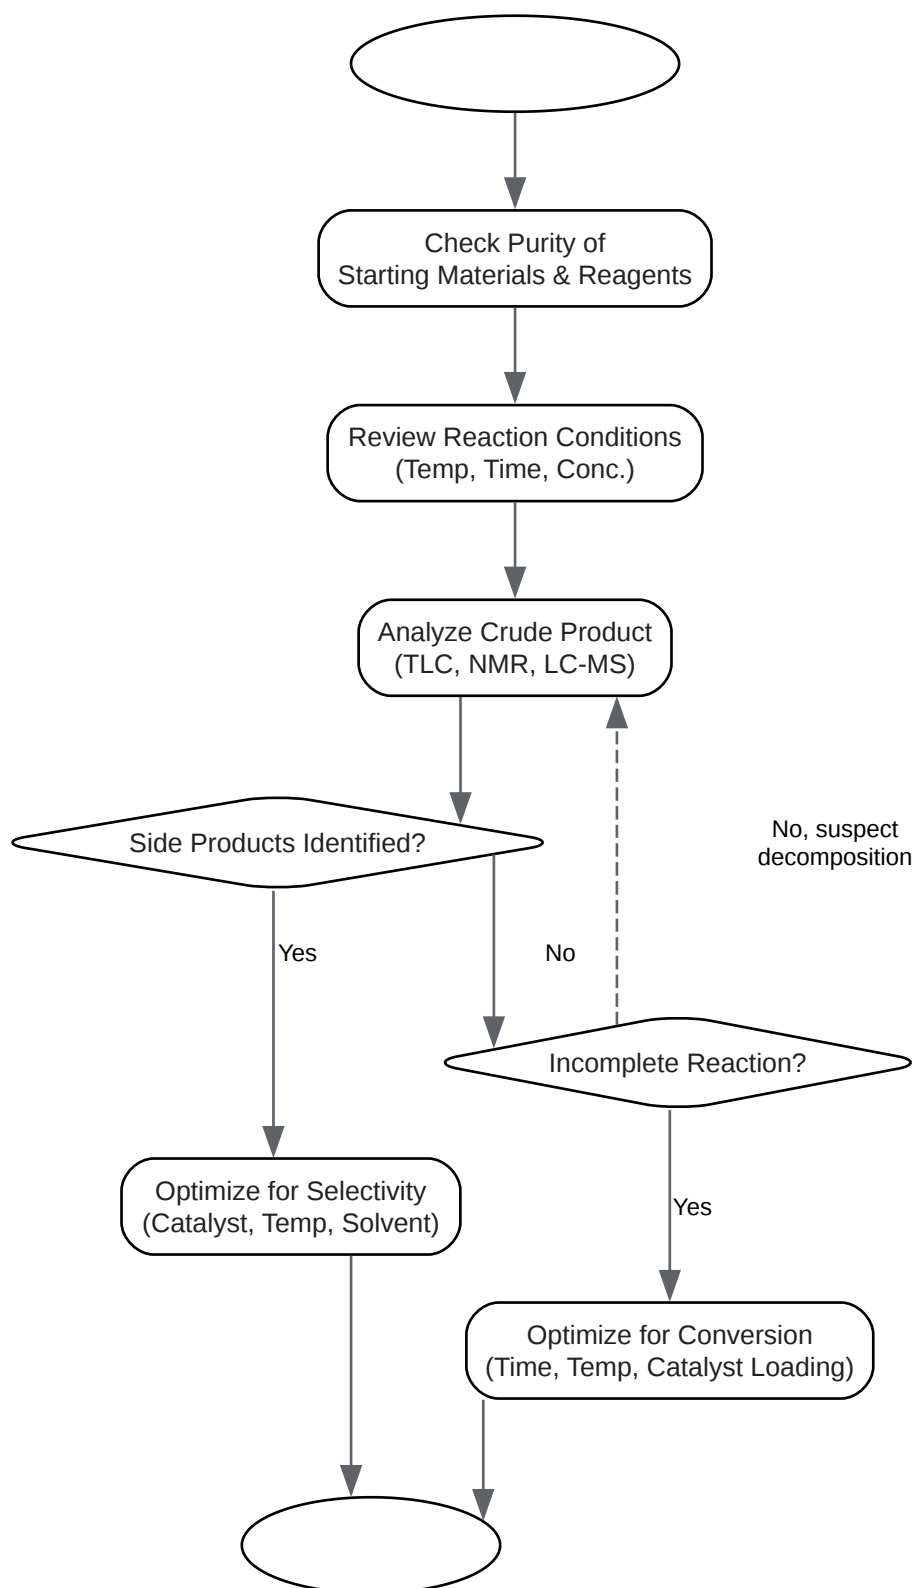 Check Purity of
Starting Materials & Reagents
Review Reaction Conditions
(Temp, Time, Conc.)
Analyze Crude Product
(TLC, NMR, LC-MS)
No, suspect
decomposition
Side Products Identified?
Yes
No
Incomplete Reaction?
Optimize for Selectivity
(Catalyst, Temp, Solvent)
Yes
Optimize for Conversion
(Time, Temp, Catalyst Loading)